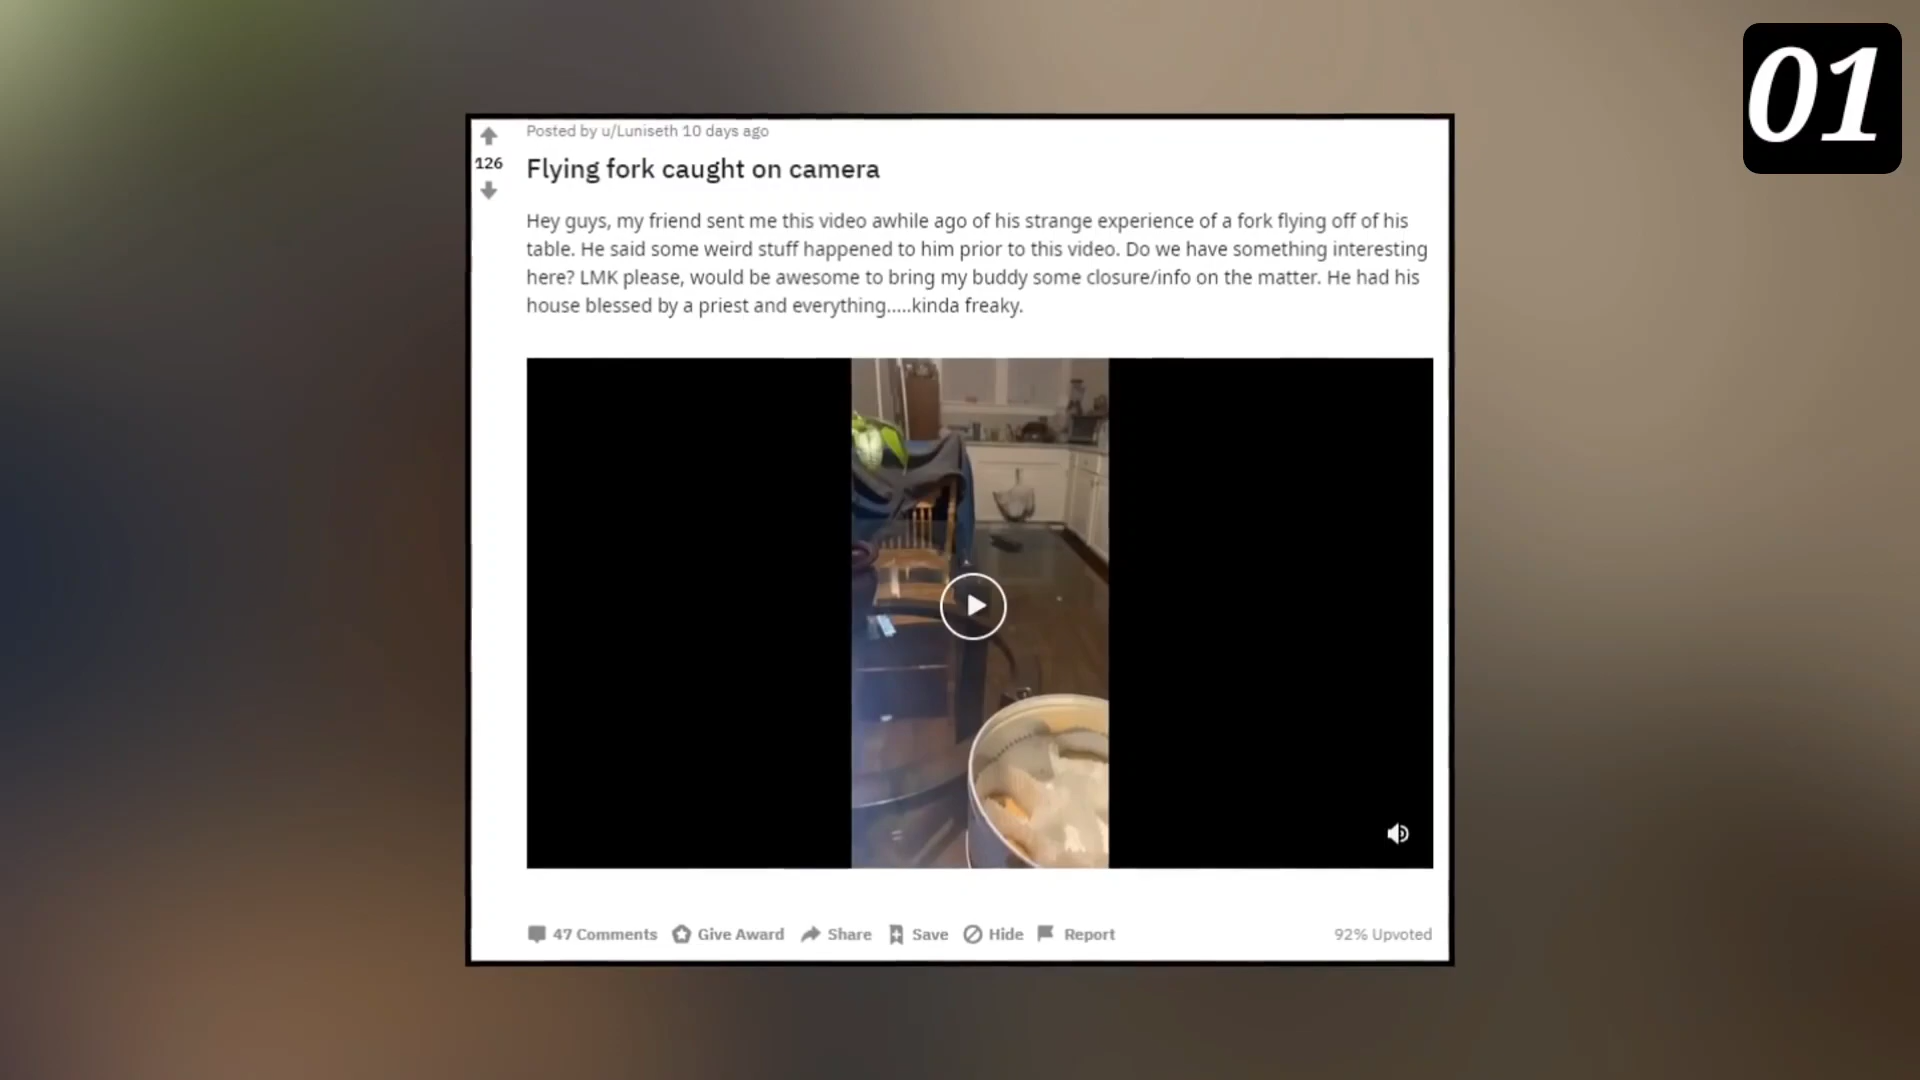 01
Posted by u/Luniseth 10 days ago
126
Flying fork caught on camera
Hey guys, my friend sent me this video awhile ago of his strange experience of a fork flying off of his
table. He said some weird stuff happened to him prior to this video. Do we have something interesting
here? LMK please, would be awesome to bring my buddy some closure/info on the matter. He had his
house blessed by a priest and everything.....kinda freaky.
47 Comments Give Award Share Save Hide Report 92% Upvoted